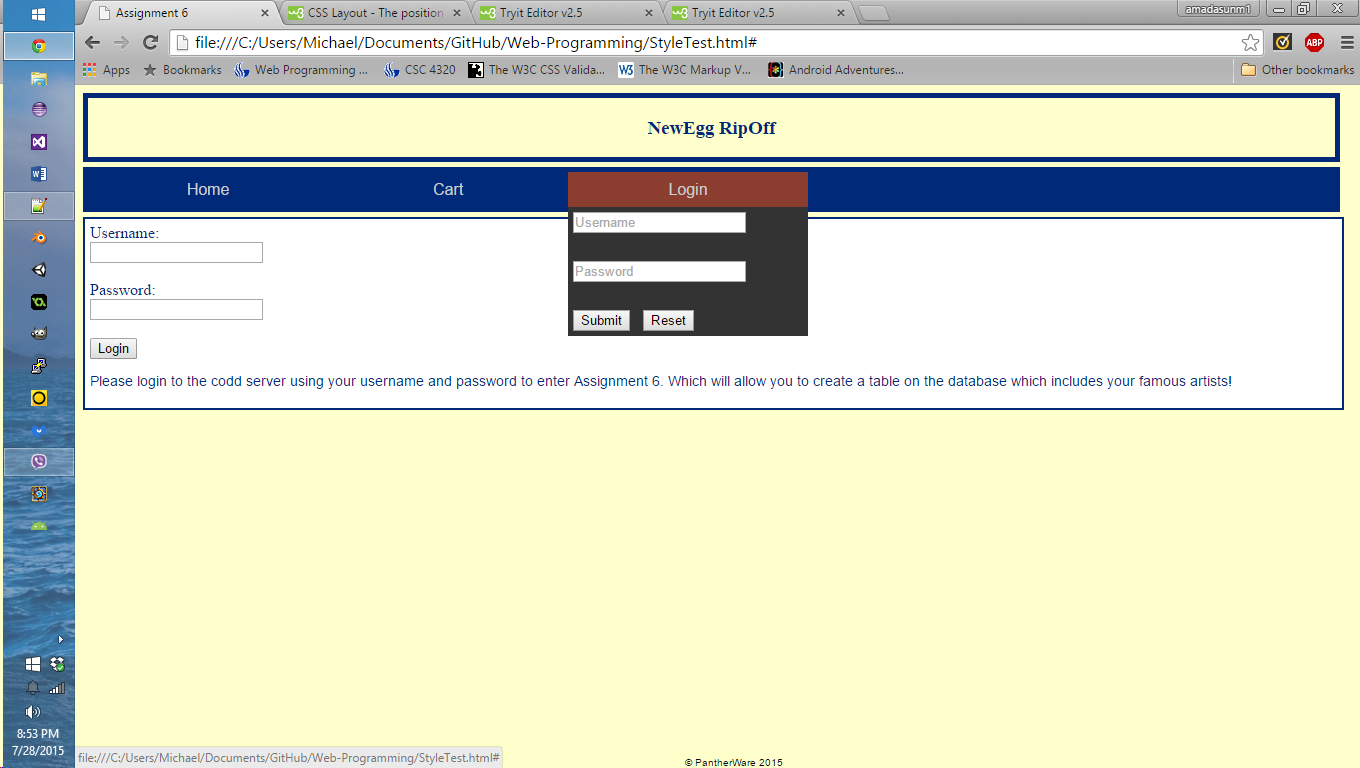 Assignment 6
CSS Layout - The position
Tryit Editor v2.5
Tryit Editor v2.5
amadasunm1
file:///C:/Users/Michael/Documents/GitHub/Web-Programming/StyleTest.html#
ABP
Apps
Bookmarks
Web Programming ...
CSC 4320
The W3C CSS Valida...
The W3C Markup V...
Android Adventures...
Other bookmarks
NewEgg RipOff
Home
Cart
Login
Username:
Username
Password:
Password
Submit
Reset
Login
Please login to the codd server using your username and password to enter Assignment 6. Which will allow you to create a table on the database which includes your famous artists!
8:53 PM
7/28/2015
file:///C:/Users/Michael/Documents/GitHub/Web-Programming/StyleTest.html#
© PantherWare 2015